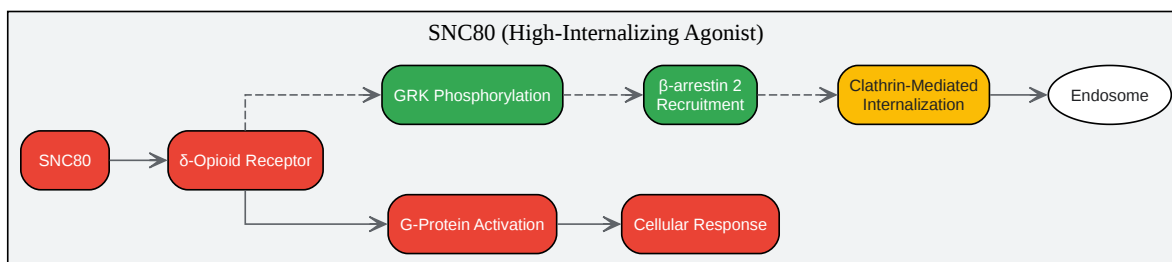 SNC80 (High-Internalizing Agonist)
GRK Phosphorylation
β-arrestin 2
Recruitment
Clathrin-Mediated
Internalization
Endosome
SNC80
δ-Opioid Receptor
G-Protein Activation
Cellular Response